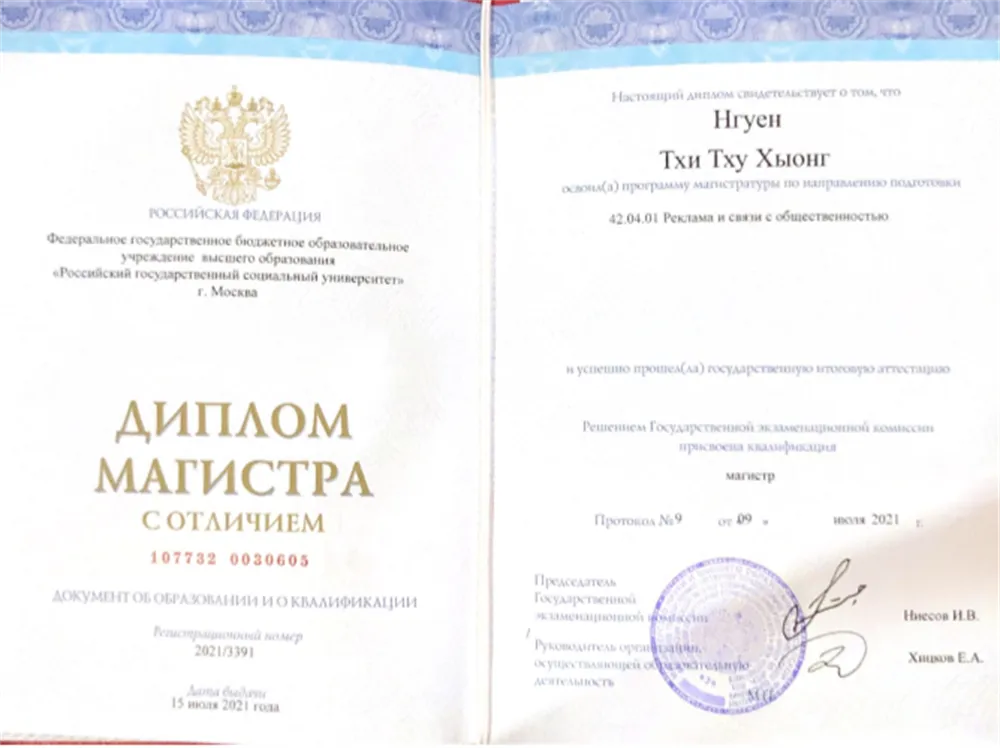 РОССИЙСКАЯ ФЕДЕРАЦИЯ
Федеральное государственное бюджетное образовательное
учреждение высшего образования
«Российский государственный социальный университет»
г. Москва
ДИПЛОМ
МАГИСТРА
С ОТЛИЧИЕМ
107732 0030605
ДОКУМЕНТ ОБ ОБРАЗОВАНИИ И О КВАЛИФИКАЦИИ
Регистрационный номер
2021/3391
Дата выдачи
15 июля 2021 года
Настоящий диплом свидетельствует о том, что
Нгуен
Тхи Тху Хыонг
освоил(а) программу магистратуры по направлению подготовки
42.04.01 Реклама и связи с общественностью
и успешно прошел(ла) государственную итоговую аттестацию
Решением Государственной экзаменационной комиссии
присвоена квалификация
магистр
Протокол №9 от 09 » июля 2021 г.
Председатель
Государственной
экзаменационной комиссии
Ниесов И.В.
Руководитель организации,
осуществляющей образовательную
деятельность
Хицков Е.А.
М.П.